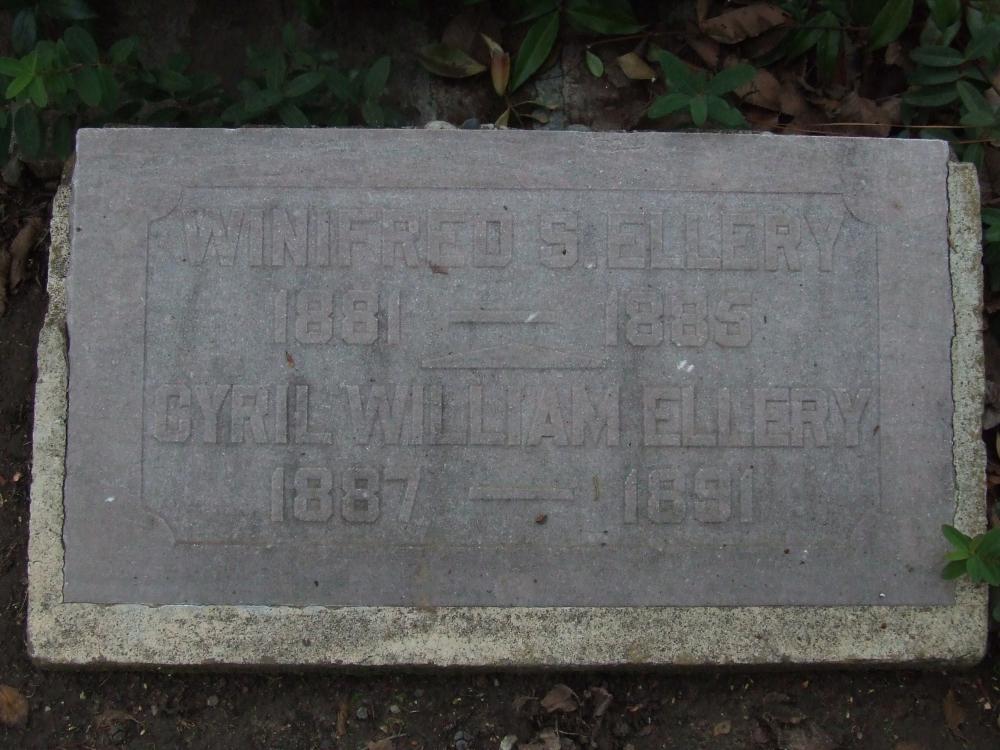 WINIFRED S. ELLERY
1881 — 1885
CYRIL WILLIAM ELLERY
1887 — 1891